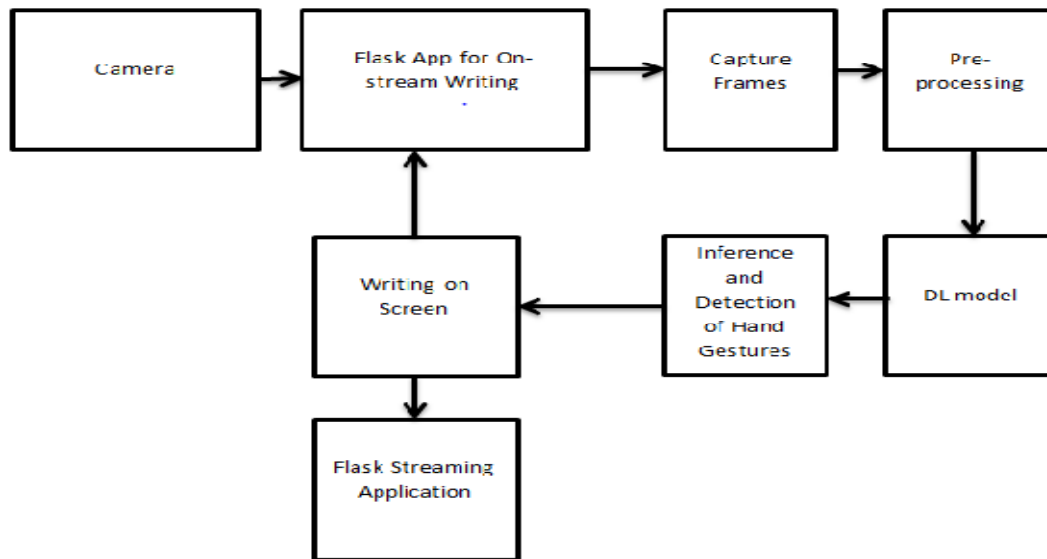 Camera
Flask App for On-
stream Writing
Capture
Frames
Pre-
processing
Writing on
Screen
Inference
and
Detection
of Hand
Gestures
DL model
Flask Streaming
Application